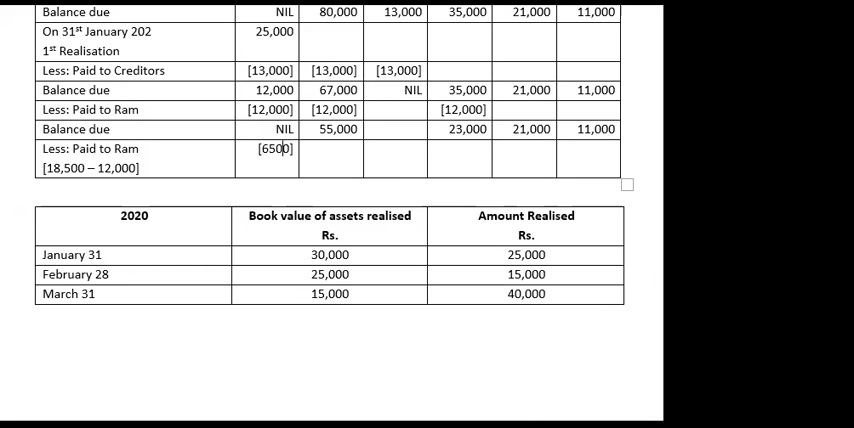 Balance due NIL 80,000 13,000 35,000 21,000 11,000
On 31st January 202 25,000
1st Realisation
Less: Paid to Creditors [13,000] [13,000] [13,000]
Balance due 12,000 67,000 NIL 35,000 21,000 11,000
Less: Paid to Ram [12,000] [12,000] [12,000]
Balance due NIL 55,000 23,000 21,000 11,000
Less: Paid to Ram [6500]
[18,500 – 12,000]
2020 Book value of assets realised Amount Realised
Rs. Rs.
January 31 30,000 25,000
February 28 25,000 15,000
March 31 15,000 40,000